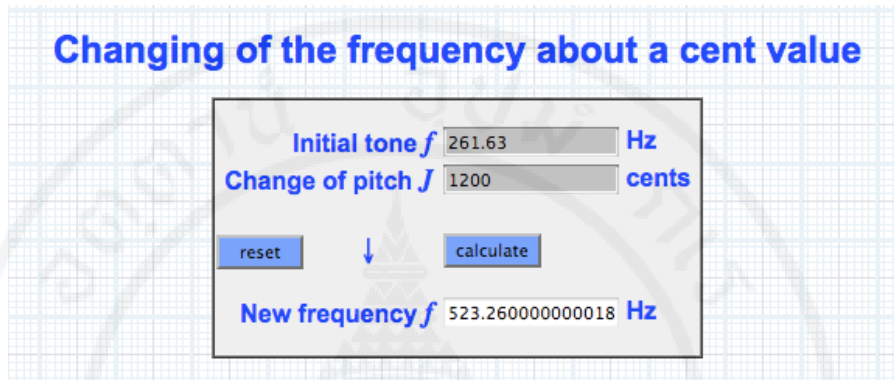 Changing of the frequency about a cent value
Initial tone f 261.63 Hz
Change of pitch J 1200 cents
reset ↓ calculate
New frequency f 523.260000000018 Hz